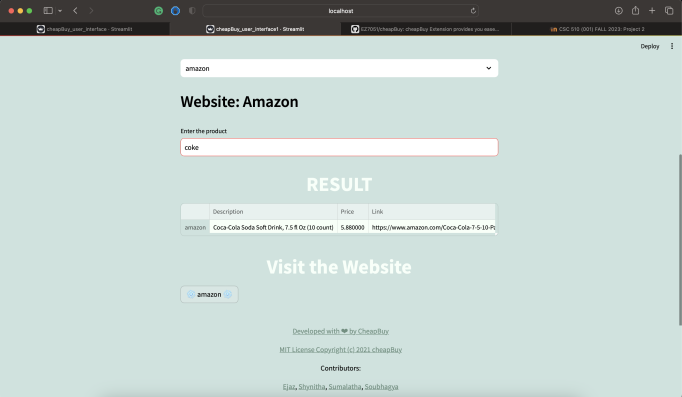 localhost
cheapBuy_user_interface - Streamlit
cheapBuy_user_interface1 - Streamlit
EZ7051/cheapBuy: cheapBuy Extension provides you ease...
CSC 510 (001) FALL 2023: Project 2
Deploy
amazon
Website: Amazon
Enter the product
coke
RESULT
Description Price Link
amazon Coca-Cola Soda Soft Drink, 7.5 fl Oz (10 count) 5.880000 https://www.amazon.com/Coca-Cola-7-5-10-Pa
Visit the Website
amazon
Developed with ❤ by CheapBuy
MIT License Copyright (c) 2021 cheapBuy
Contributors:
Ejaz, Shynitha, Sumalatha, Soubhagya